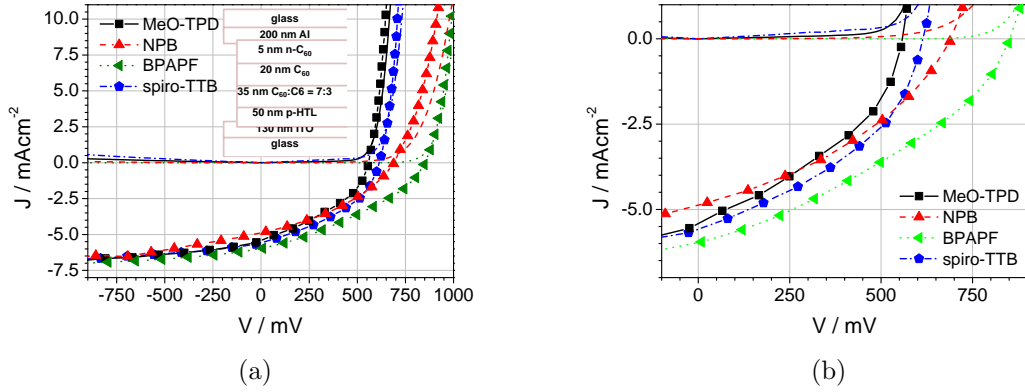 10.0
7.5
5.0
2.5
0.0
-2.5
-5.0
-7.5
J / mAcm-2
-750 -500 -250 0 250 500 750 1000
V / mV
MeO-TPD
NPB
BPAPF
spiro-TTB
glass
200 nm Al
5 nm n-C60
20 nm C60
35 nm C60:C6 = 7:3
50 nm p-HTL
130 nm ITO
glass
(a)
0.0
-2.5
-5.0
J / mAcm-2
0 250 500 750
V / mV
MeO-TPD
NPB
BPAPF
spiro-TTB
(b)